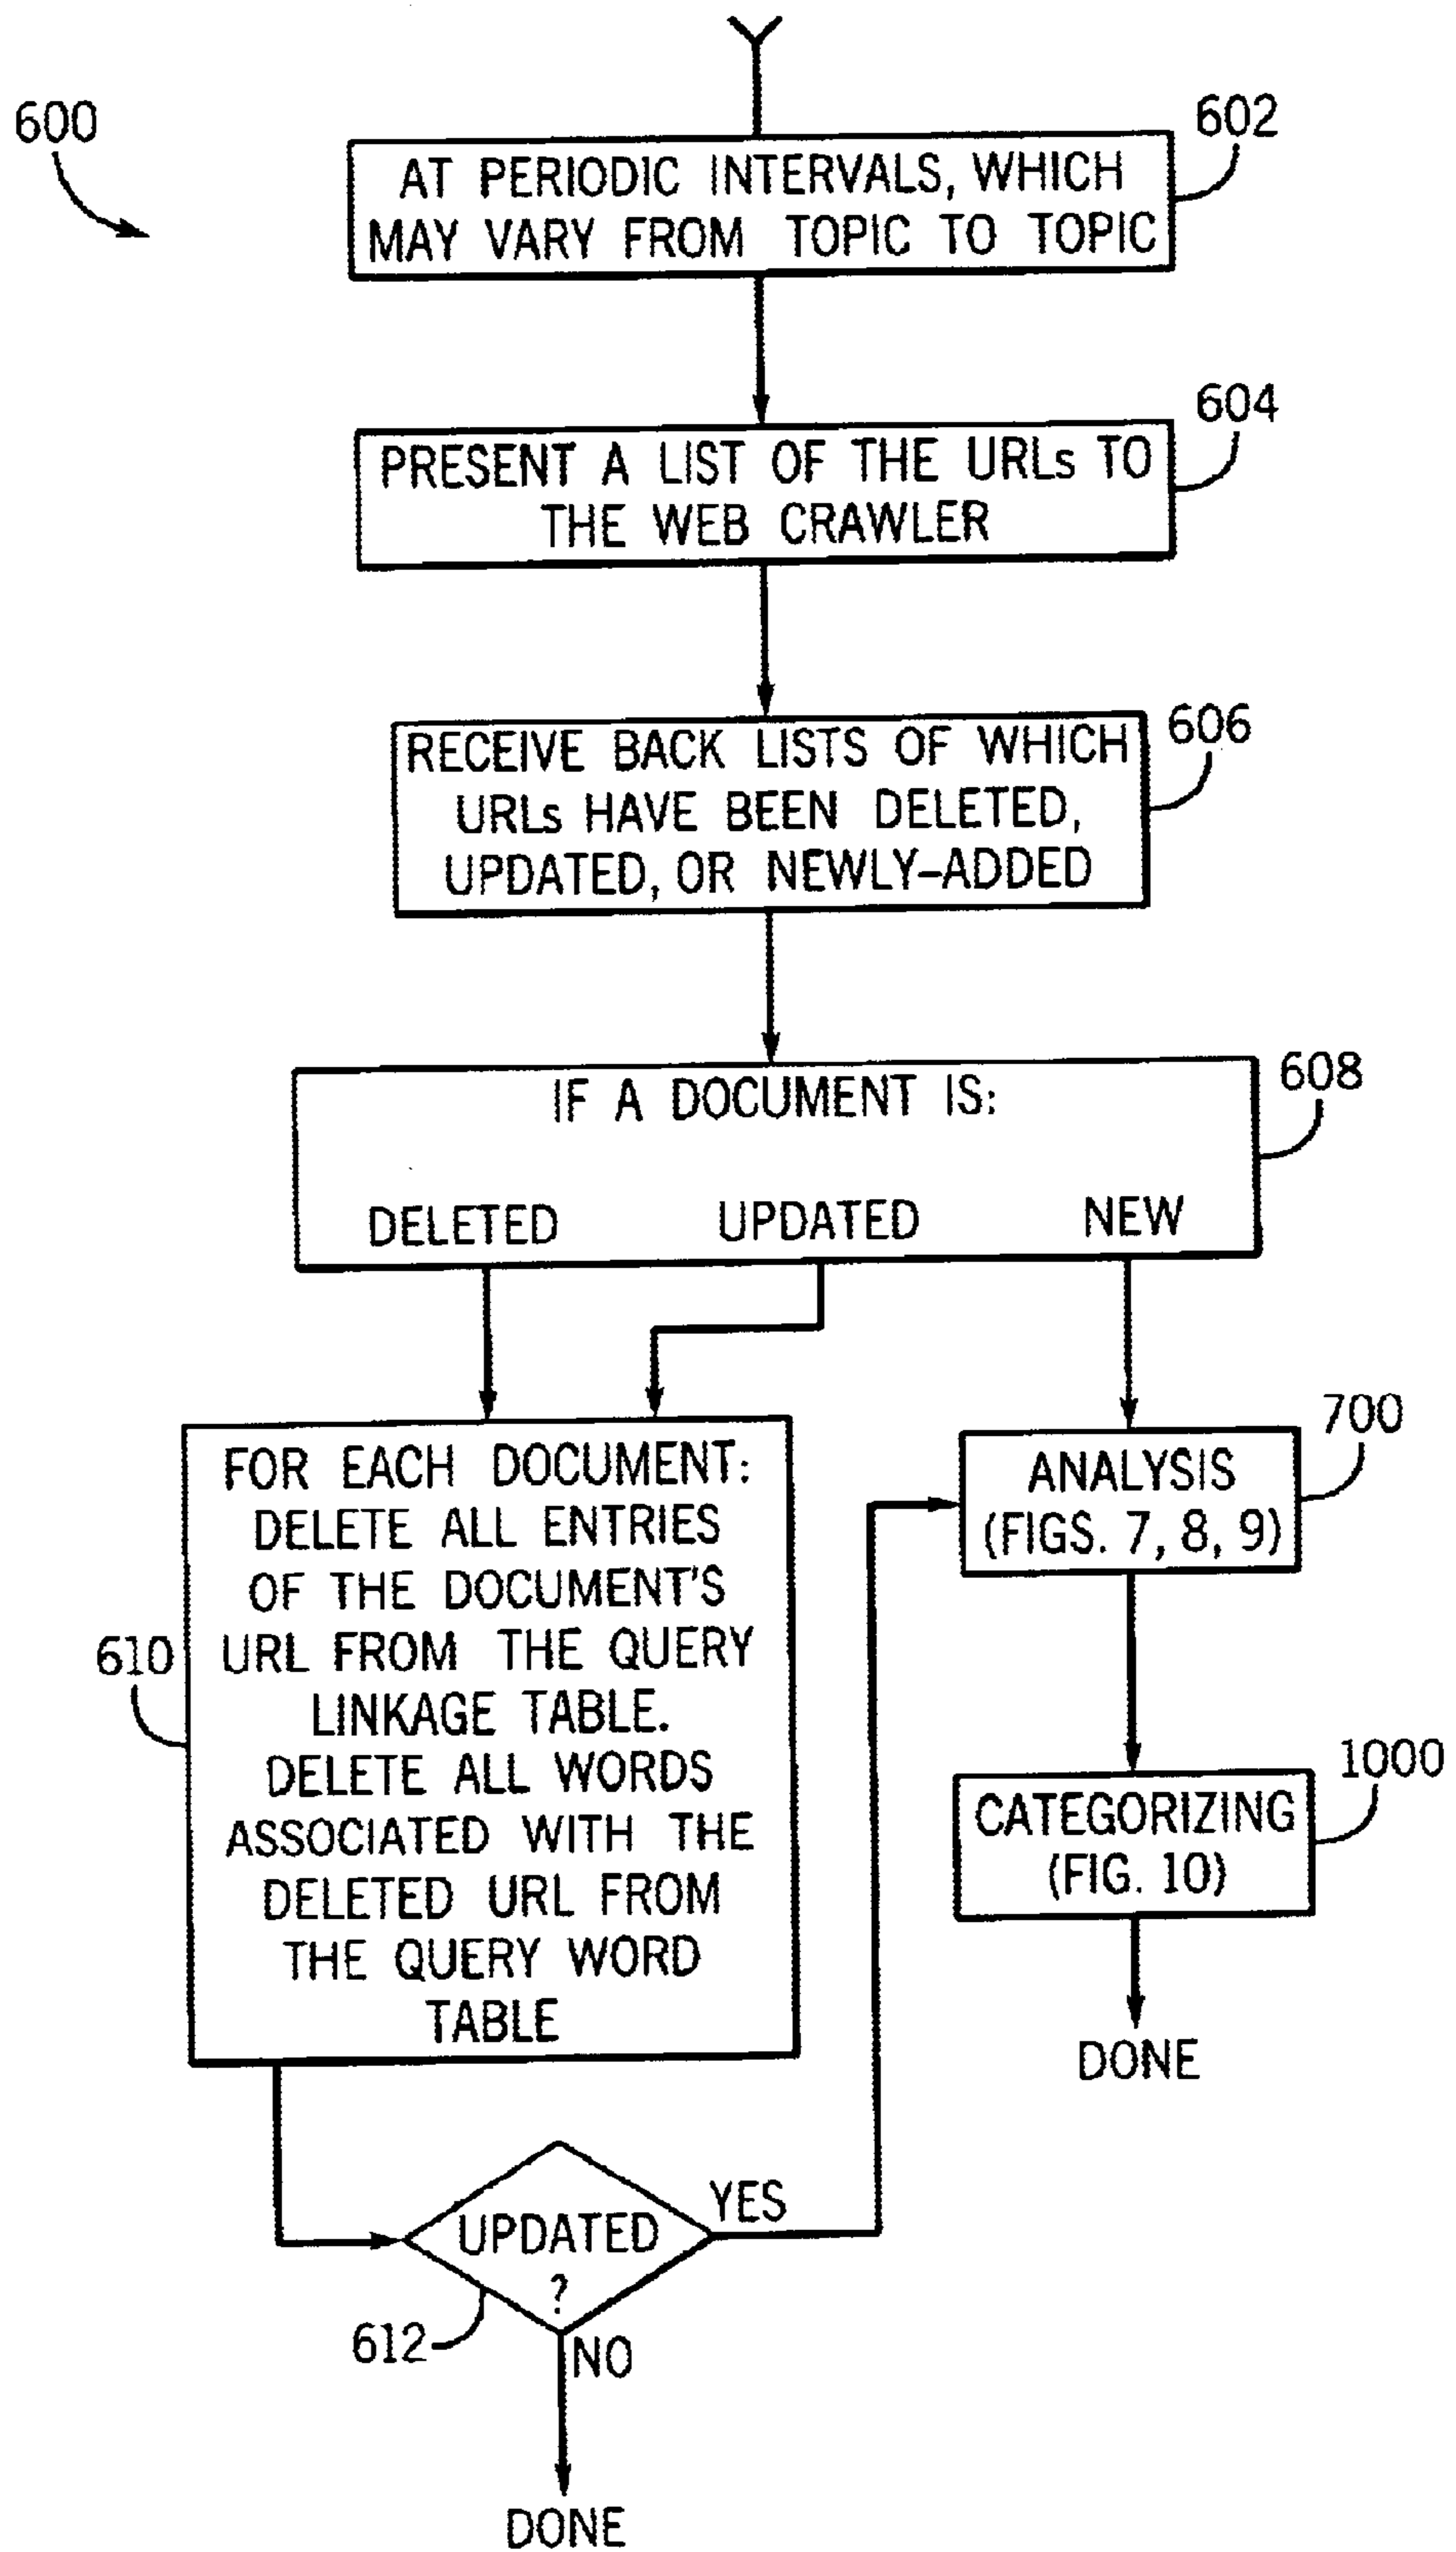 600
602
AT PERIODIC INTERVALS, WHICH
MAY VARY FROM TOPIC TO TOPIC
604
PRESENT A LIST OF THE URLs TO
THE WEB CRAWLER
606
RECEIVE BACK LISTS OF WHICH
URLs HAVE BEEN DELETED,
UPDATED, OR NEWLY-ADDED
608
IF A DOCUMENT IS:
DELETED UPDATED NEW
610
FOR EACH DOCUMENT:
DELETE ALL ENTRIES
OF THE DOCUMENT'S
URL FROM THE QUERY
LINKAGE TABLE.
DELETE ALL WORDS
ASSOCIATED WITH THE
DELETED URL FROM
THE QUERY WORD
TABLE
700
ANALYSIS
(FIGS. 7, 8, 9)
1000
CATEGORIZING
(FIG. 10)
DONE
UPDATED
?
YES
612
NO
DONE